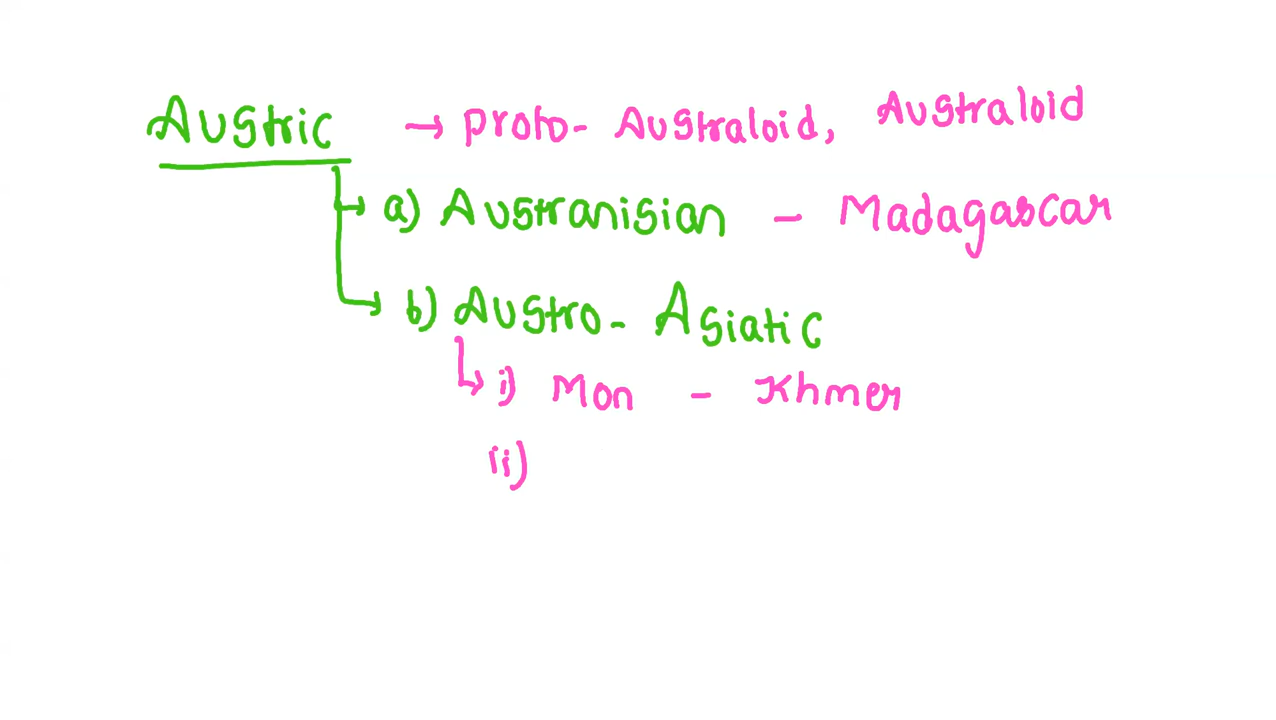 Austric → Proto- Australoid, Australoid
→ a) Austranisian - Madagascar
→ b) Austro- Asiatic
→ i) Mon - Khmer
ii)